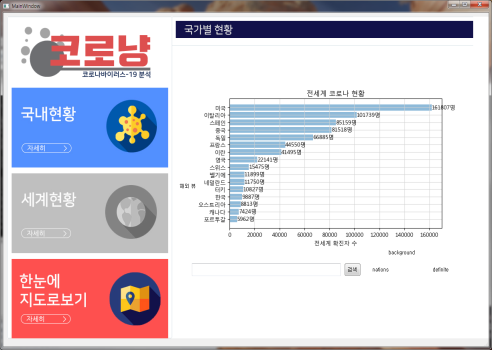 MainWindow
코로냥
코로나바이러스-19 분석
국내현황
자세히
세계현황
자세히
한눈에
지도로보기
자세히
국가별 현황
전세계 코로나 현황
미국 161807명
이탈리아 101739명
스페인 85159명
중국 81518명
독일 66885명
프랑스 44550명
이란 41495명
영국 22141명
스위스 15475명
벨기에 11899명
네덜란드 11750명
터키 10827명
한국 9887명
오스트리아 8813명
캐나다 7424명
포르투갈 5962명
0 20000 40000 60000 80000 100000 120000 140000 160000
전세계 확진자 수
background
검색
nations
definite